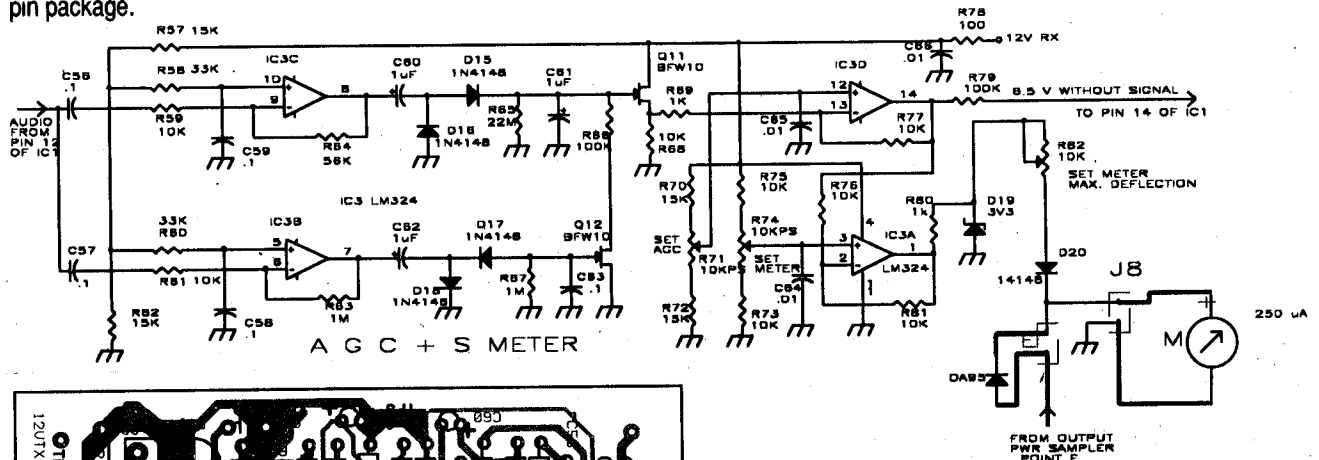 pin package.
R57 15K
R58 33K
IC3C
10
9
8
C56
.1
R59
10K
C59
.1
R64
56K
AUDIO
FROM
PIN 12
OF IC1
C60
1uF
D15
1N4148
D16
1N4148
R65
22M
C61
1uF
R66
100K
Q11
BFW10
R69
1K
10K
R68
IC3D
12
13
14
C65
.01
C66
.01
R78
100
12V RX
R79
100K
8.5 V WITHOUT SIGNAL
TO PIN 14 OF IC1
R77
10K
IC3 LM324
33K
R60
IC3B
5
6
7
C57
.1
R61 10K
R63
1M
C58
.1
R62
15K
C62
1uF
D17
1N4148
D18
1N4148
R67
1M
Q12
BFW10
C63
.1
R70
15K
SET
AGC
R71
10KPS
R72
15K
R75
10K
R74
10KPS
SET
METER
R73
10K
C64
.01
R76
10K
3
2
4
1
IC3A
LM324
R80
1k
R81
10K
D19
3V3
R82
10K
SET METER
MAX. DEFLECTION
D20
14148
J8
+
M
250 uA
OA95
FROM OUTPUT
PWR SAMPLER
POINT F
AGC + S METER
12VTX
C60